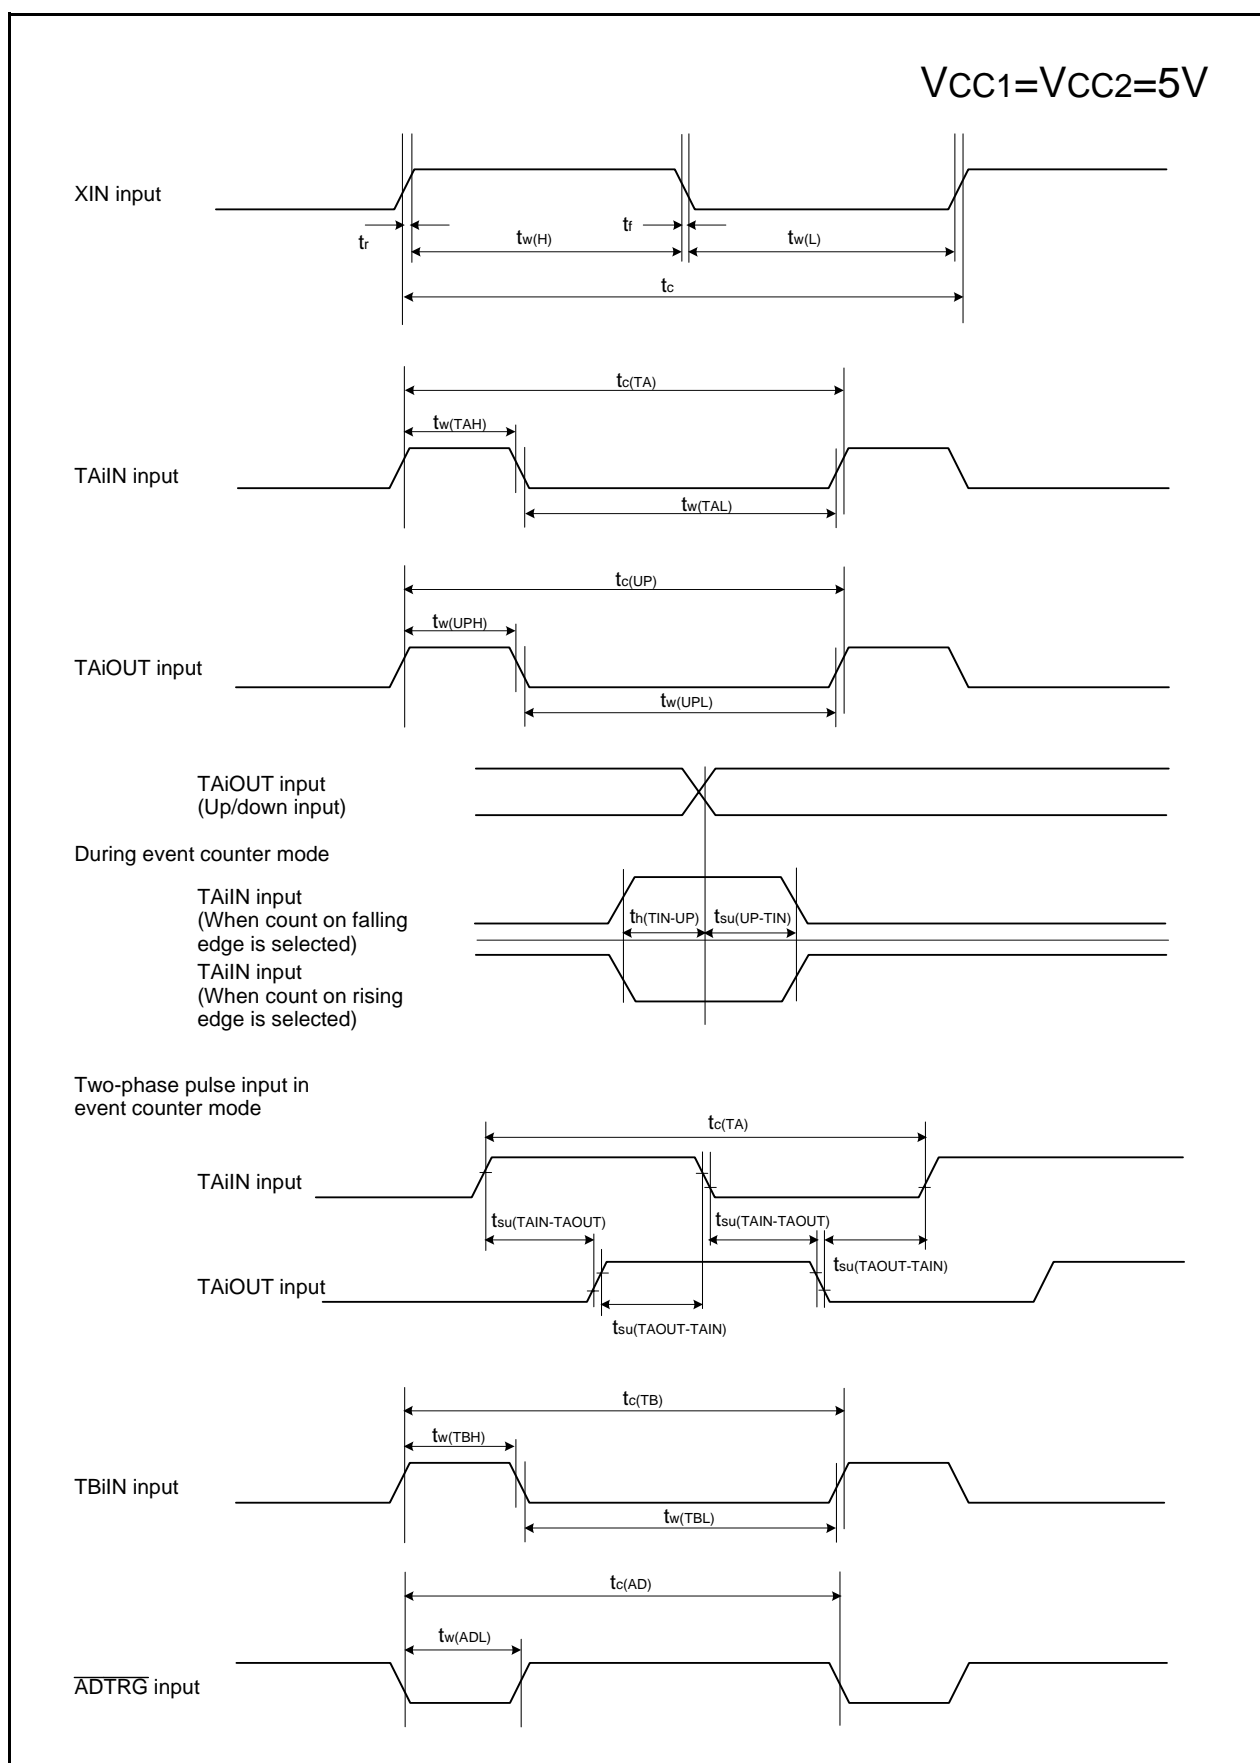 VCC1=VCC2=5V
XIN input
tr
tw(H)
tf
tw(L)
tc
tc(TA)
tw(TAH)
TAiIN input
tw(TAL)
tc(UP)
tw(UPH)
TAiOUT input
tw(UPL)
TAiOUT input
(Up/down input)
During event counter mode
TAiIN input
(When count on falling
edge is selected)
th(TIN-UP)
tsu(UP-TIN)
TAiIN input
(When count on rising
edge is selected)
Two-phase pulse input in
event counter mode
tc(TA)
TAiIN input
tsu(TAIN-TAOUT)
tsu(TAIN-TAOUT)
tsu(TAOUT-TAIN)
TAiOUT input
tsu(TAOUT-TAIN)
tc(TB)
tw(TBH)
TBiIN input
tw(TBL)
tc(AD)
tw(ADL)
ADTRG input